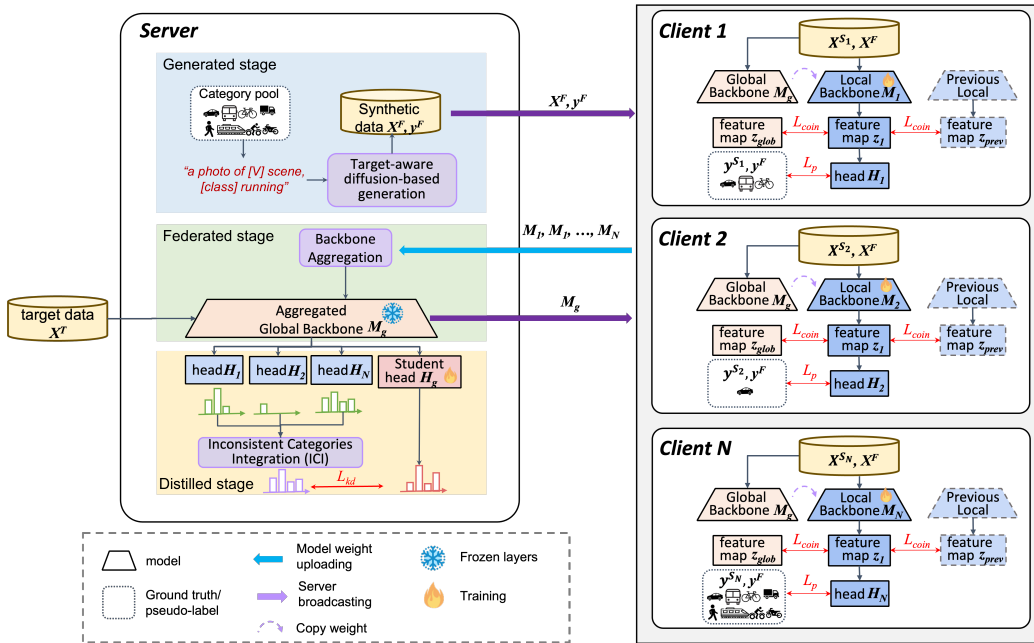 Server
Generated stage
Category pool
"a photo of [V] scene,
[class] running"
Synthetic
data X^F, y^F
Target-aware
diffusion-based
generation
X^F, y^F
Federated stage
Backbone
Aggregation
M_1, M_1, ..., M_N
target data
X^T
Aggregated
Global Backbone M_g
M_g
head H_1
head H_2
head H_N
Student
head H_g
Inconsistent Categories
Integration (ICI)
Distilled stage
L_kd
Client 1
X^{S_1}, X^F
Global
Backbone M_g
Local
Backbone M_1
Previous
Local
feature
map z_glob
L_coin
feature
map z_1
L_coin
feature
map z_prev
y^{S_1}, y^F
L_p
head H_1
Client 2
X^{S_2}, X^F
Global
Backbone M_g
Local
Backbone M_2
Previous
Local
feature
map z_glob
L_coin
feature
map z_1
L_coin
feature
map z_prev
y^{S_2}, y^F
L_p
head H_2
Client N
X^{S_N}, X^F
Global
Backbone M_g
Local
Backbone M_N
Previous
Local
feature
map z_glob
L_coin
feature
map z_1
L_coin
feature
map z_prev
y^{S_N}, y^F
L_p
head H_N
model
Ground truth/
pseudo-label
Model weight
uploading
Server
broadcasting
Copy weight
Frozen layers
Training